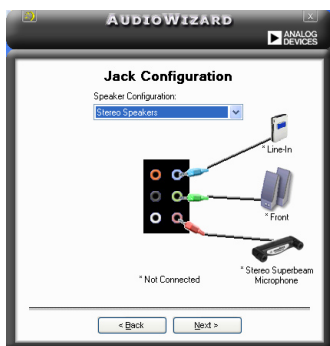 AUDIOWIZARD
ANALOG
DEVICES
Jack Configuration
Speaker Configuration:
Stereo Speakers
* Line-In
* Front
* Stereo Superbeam
Microphone
* Not Connected
< Back
Next >